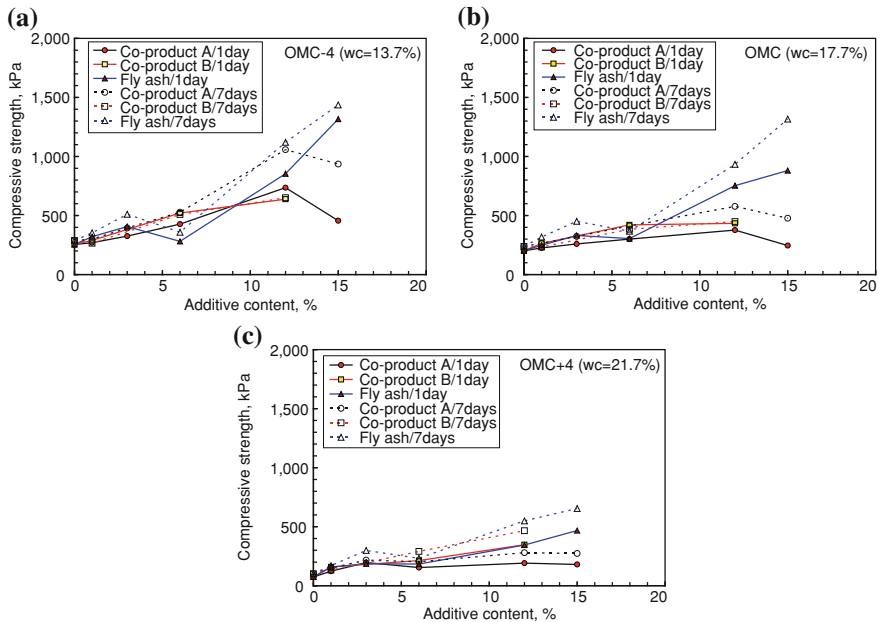 (a)
2,000
1,500
1,000
500
0
Compressive strength, kPa
Co-product A/1day
Co-product B/1day
Fly ash/1day
Co-product A/7days
Co-product B/7days
Fly ash/7days
OMC-4 (wc=13.7%)
0
5
10
15
20
Additive content, %
(b)
2,000
1,500
1,000
500
0
Compressive strength, kPa
Co-product A/1day
Co-product B/1day
Fly ash/1day
Co-product A/7days
Co-product B/7days
Fly ash/7days
OMC (wc=17.7%)
0
5
10
15
20
Additive content, %
(c)
2,000
1,500
1,000
500
0
Compressive strength, kPa
Co-product A/1day
Co-product B/1day
Fly ash/1day
Co-product A/7days
Co-product B/7days
Fly ash/7days
OMC+4 (wc=21.7%)
0
5
10
15
20
Additive content, %